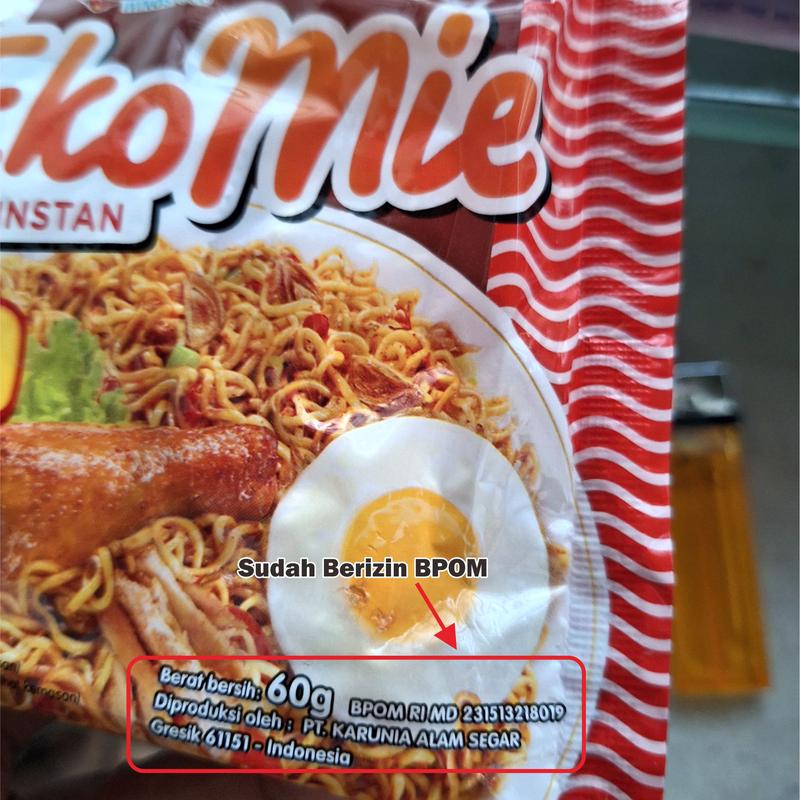 EkoMie
INSTAN
Sudah Berizin BPOM
Berat bersih: 60g BPOM RI MD 231513218019
Diproduksi oleh : PT. KARUNIA ALAM SEGAR
Gresik 61151 - Indonesia